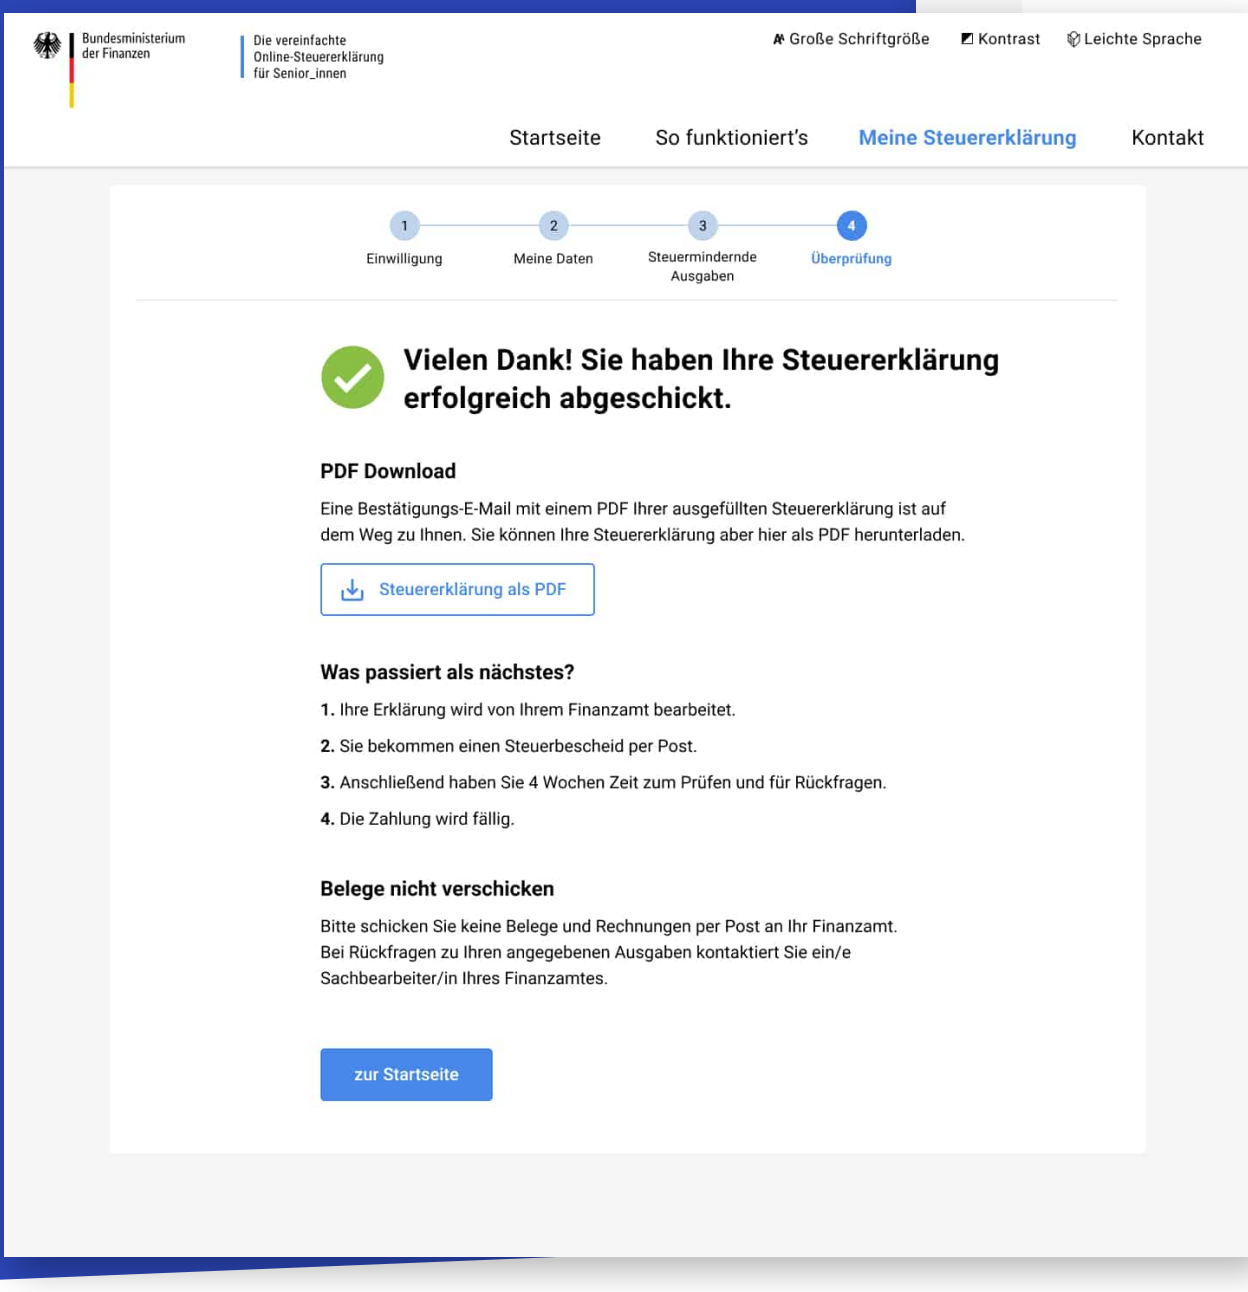 Bundesministerium
der Finanzen
Die vereinfachte
Online-Steuererklärung
für Senior_innen
Große Schriftgröße
Kontrast
Leichte Sprache
Startseite
So funktioniert’s
Meine Steuererklärung
Kontakt
1
Einwilligung
2
Meine Daten
3
Steuermindernde
Ausgaben
4
Überprüfung
Vielen Dank! Sie haben Ihre Steuererklärung
erfolgreich abgeschickt.
PDF Download
Eine Bestätigungs-E-Mail mit einem PDF Ihrer ausgefüllten Steuererklärung ist auf
dem Weg zu Ihnen. Sie können Ihre Steuererklärung aber hier als PDF herunterladen.
Steuererklärung als PDF
Was passiert als nächstes?
1. Ihre Erklärung wird von Ihrem Finanzamt bearbeitet.
2. Sie bekommen einen Steuerbescheid per Post.
3. Anschließend haben Sie 4 Wochen Zeit zum Prüfen und für Rückfragen.
4. Die Zahlung wird fällig.
Belege nicht verschicken
Bitte schicken Sie keine Belege und Rechnungen per Post an Ihr Finanzamt.
Bei Rückfragen zu Ihren angegebenen Ausgaben kontaktiert Sie ein/e
Sachbearbeiter/in Ihres Finanzamtes.
zur Startseite